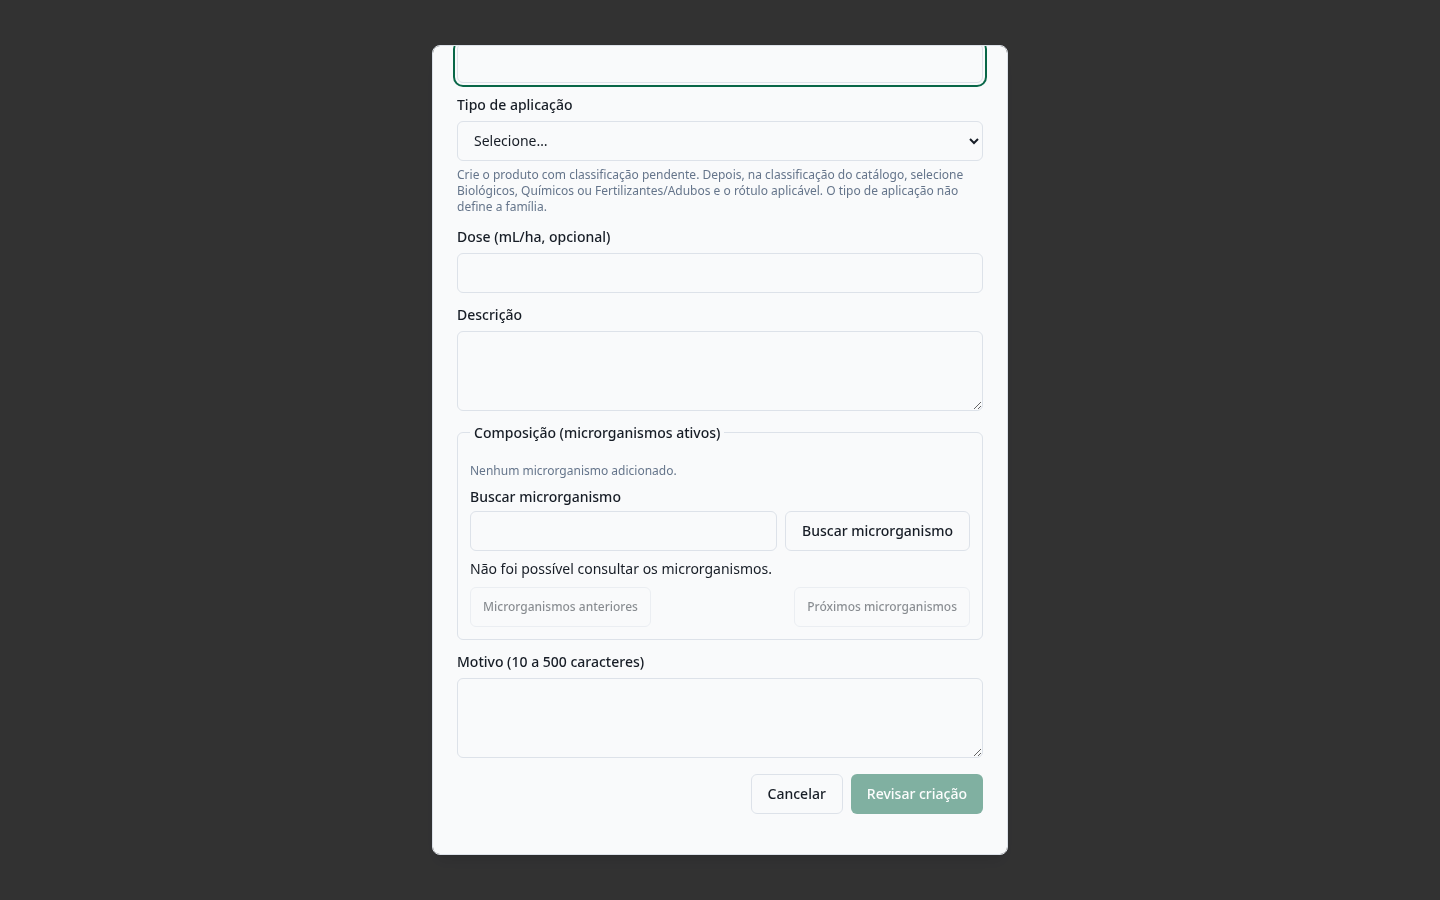 Tipo de aplicação
Selecione...
Crie o produto com classificação pendente. Depois, na classificação do catálogo, selecione
Biológicos, Químicos ou Fertilizantes/Adubos e o rótulo aplicável. O tipo de aplicação não
define a família.
Dose (mL/ha, opcional)
Descrição
Composição (microrganismos ativos)
Nenhum microrganismo adicionado.
Buscar microrganismo
Buscar microrganismo
Não foi possível consultar os microrganismos.
Microrganismos anteriores
Próximos microrganismos
Motivo (10 a 500 caracteres)
Cancelar
Revisar criação